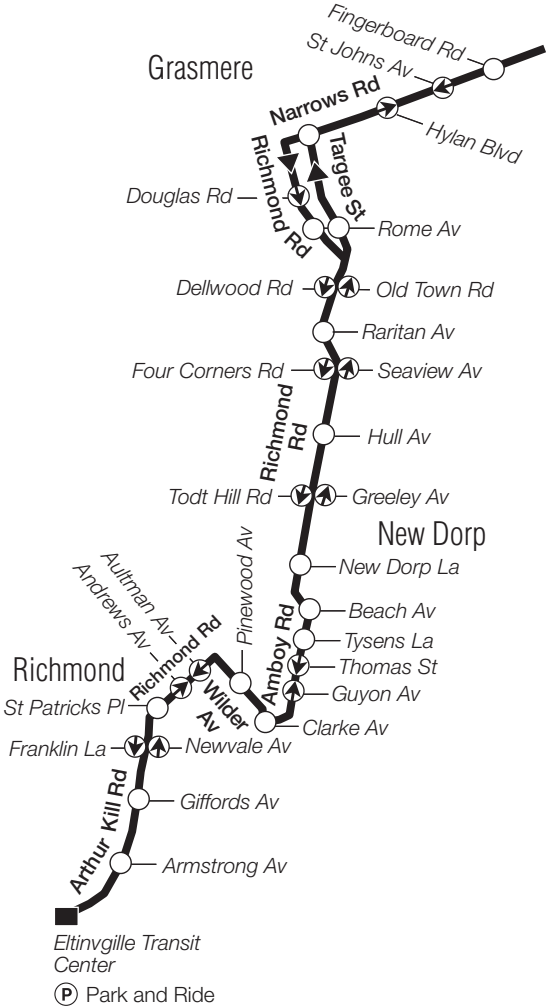 Fingerboard Rd
St Johns Av
Grasmere
Narrows Rd
Hylan Blvd
Targee St
Richmond Rd
Douglas Rd
Rome Av
Dellwood Rd
Old Town Rd
Raritan Av
Four Corners Rd
Seaview Av
Richmond
Rd
Hull Av
Todt Hill Rd
Greeley Av
New Dorp
Pinewood Av
New Dorp La
Aultman Av
Andrews Av
Beach Av
Amboy Rd
Tysens La
Richmond Rd
Richmond
Thomas St
Wilder
Av
Guyon Av
St Patricks Pl
Clarke Av
Franklin La
Newvale Av
Arthur Kill Rd
Giffords Av
Armstrong Av
Eltinvgille Transit
Center
P Park and Ride